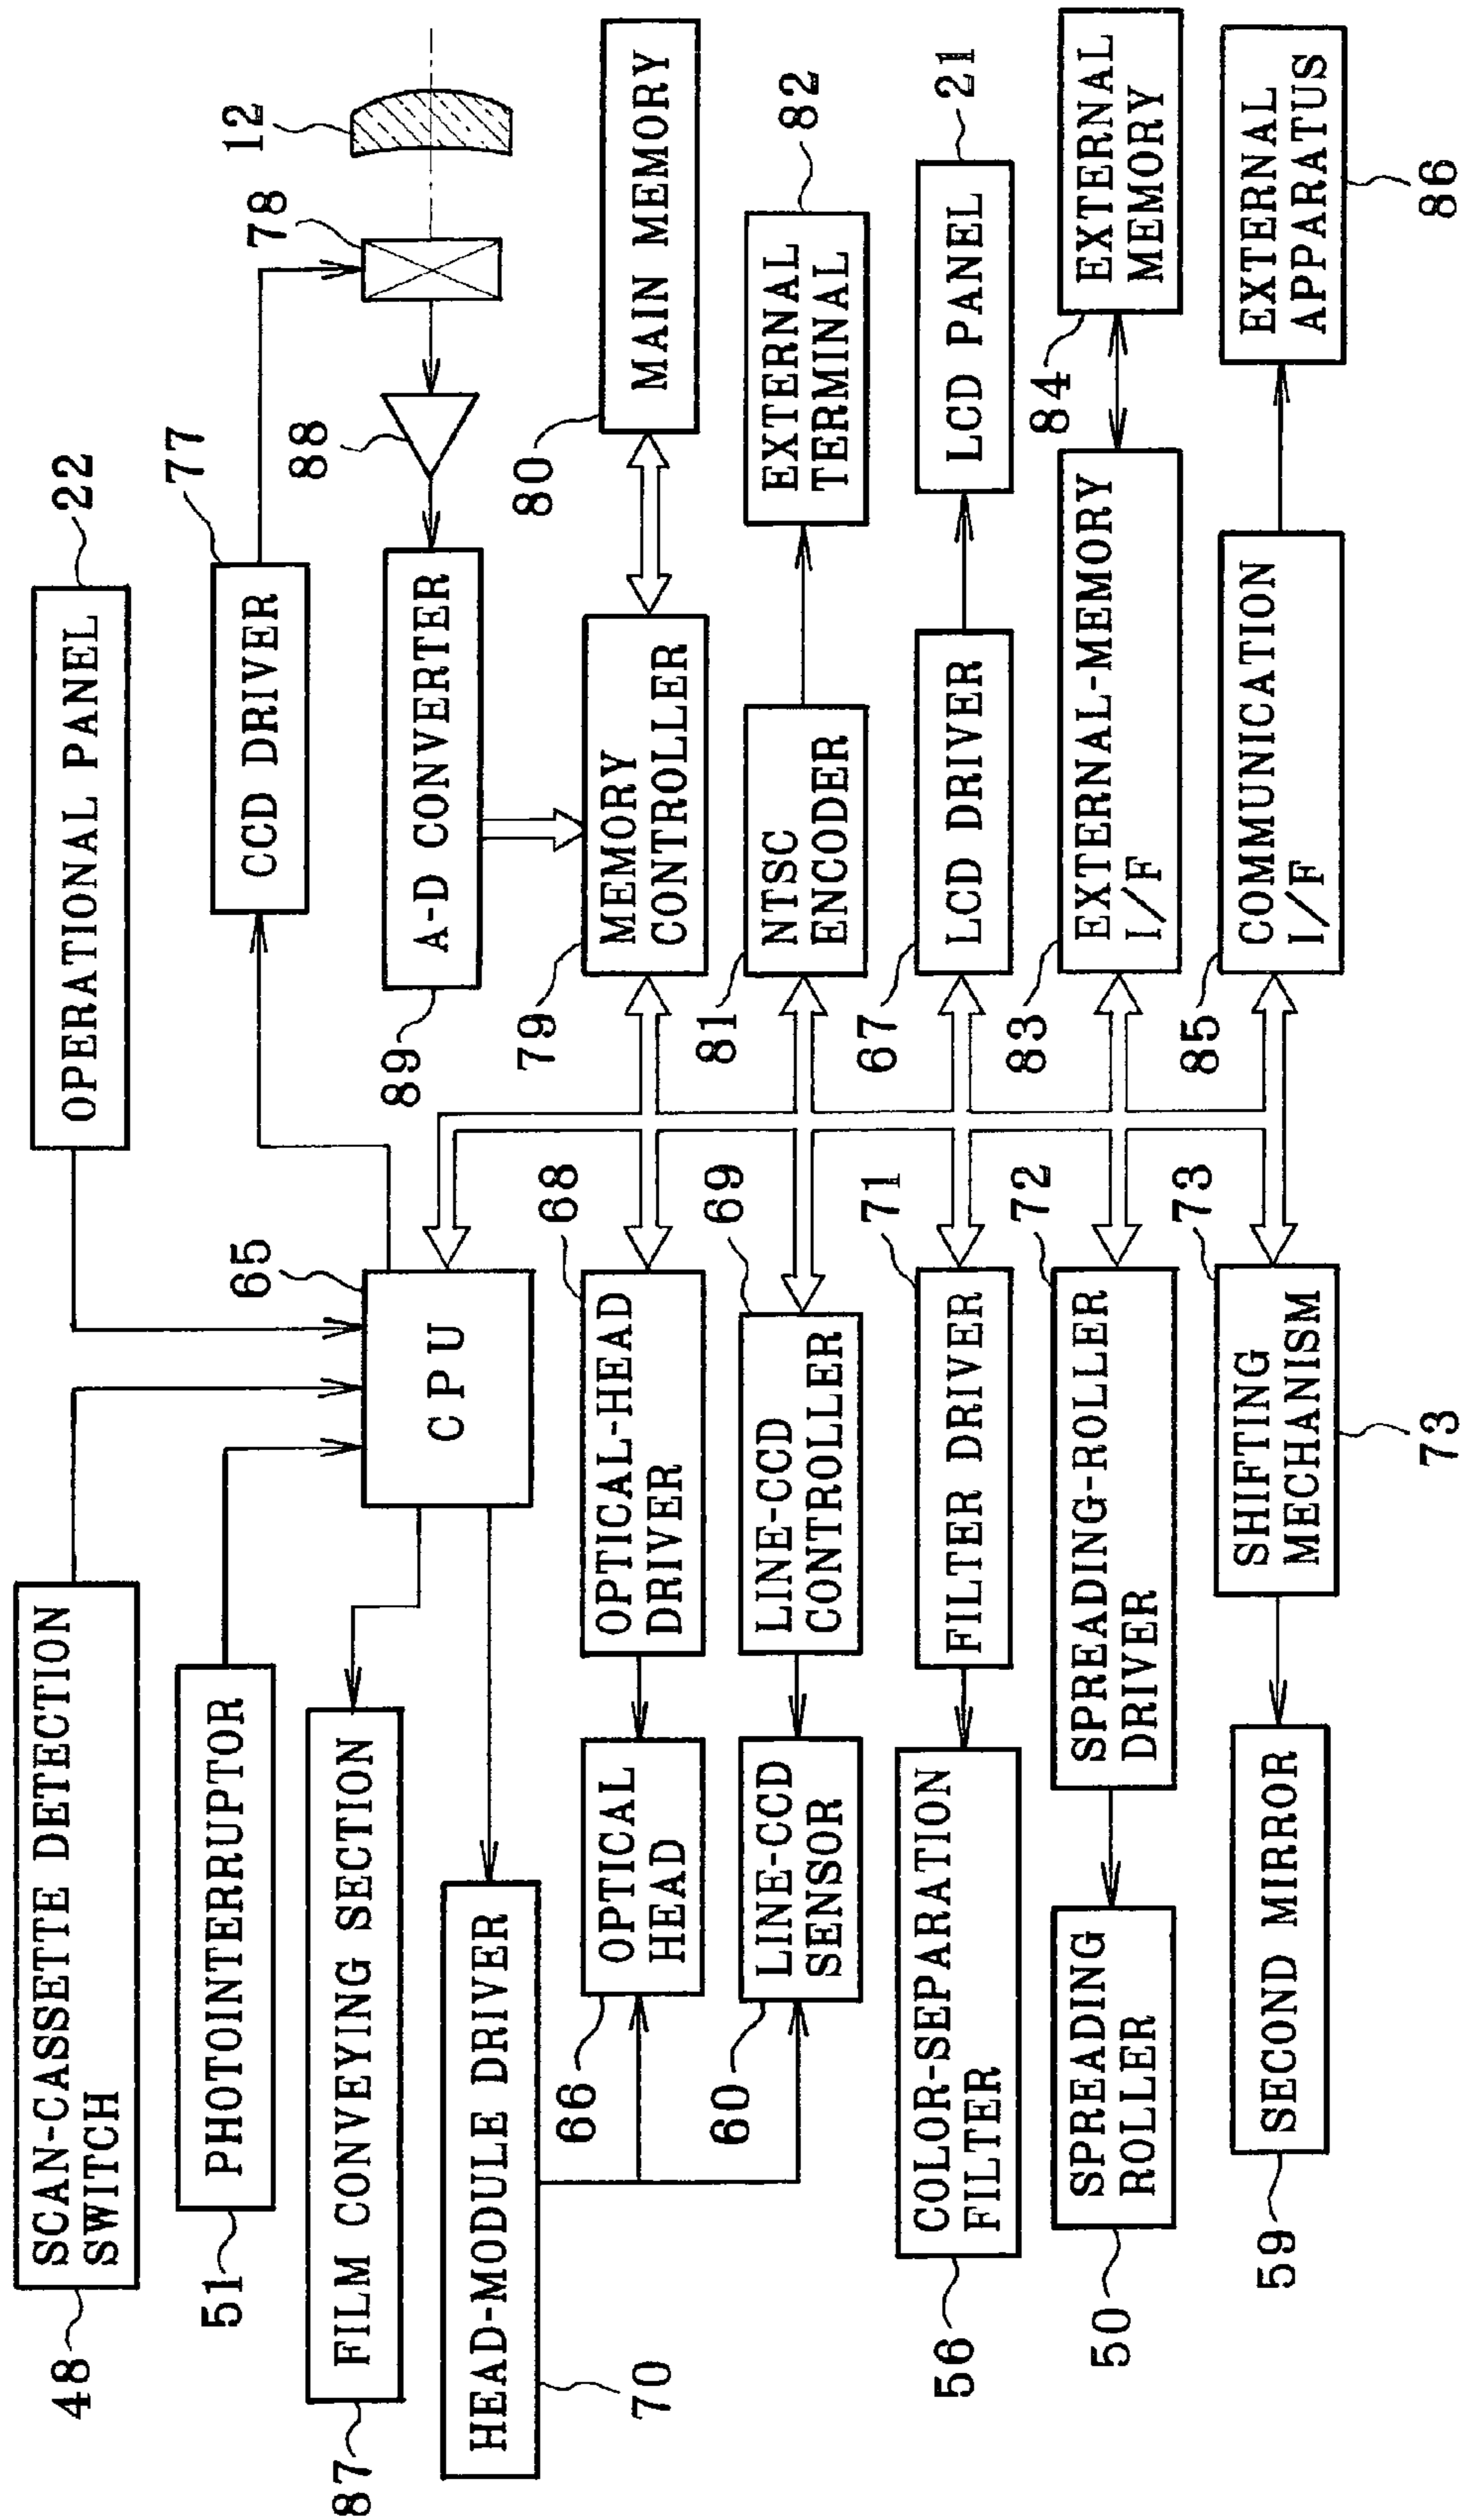 SCAN-CASSETTE DETECTION
SWITCH
48
PHOTOINTERRUPTOR
51
FILM CONVEYING SECTION
87
HEAD-MODULE DRIVER
70
OPERATIONAL PANEL
22
CPU
65
CCD DRIVER
77
78
12
88
A-D CONVERTER
89
OPTICAL
HEAD
66
OPTICAL-HEAD
DRIVER
68
MEMORY
CONTROLLER
79
MAIN MEMORY
80
LINE-CCD
SENSOR
60
LINE-CCD
CONTROLLER
69
NTSC
ENCODER
81
EXTERNAL
TERMINAL
82
COLOR-SEPARATION
FILTER
56
FILTER DRIVER
71
LCD DRIVER
67
LCD PANEL
21
SPREADING
ROLLER
50
SPREADING-ROLLER
DRIVER
72
EXTERNAL-MEMORY
I/F
83
EXTERNAL
MEMORY
84
SECOND MIRROR
59
SHIFTING
MECHANISM
73
73
COMMUNICATION
I/F
85
EXTERNAL
APPARATUS
86